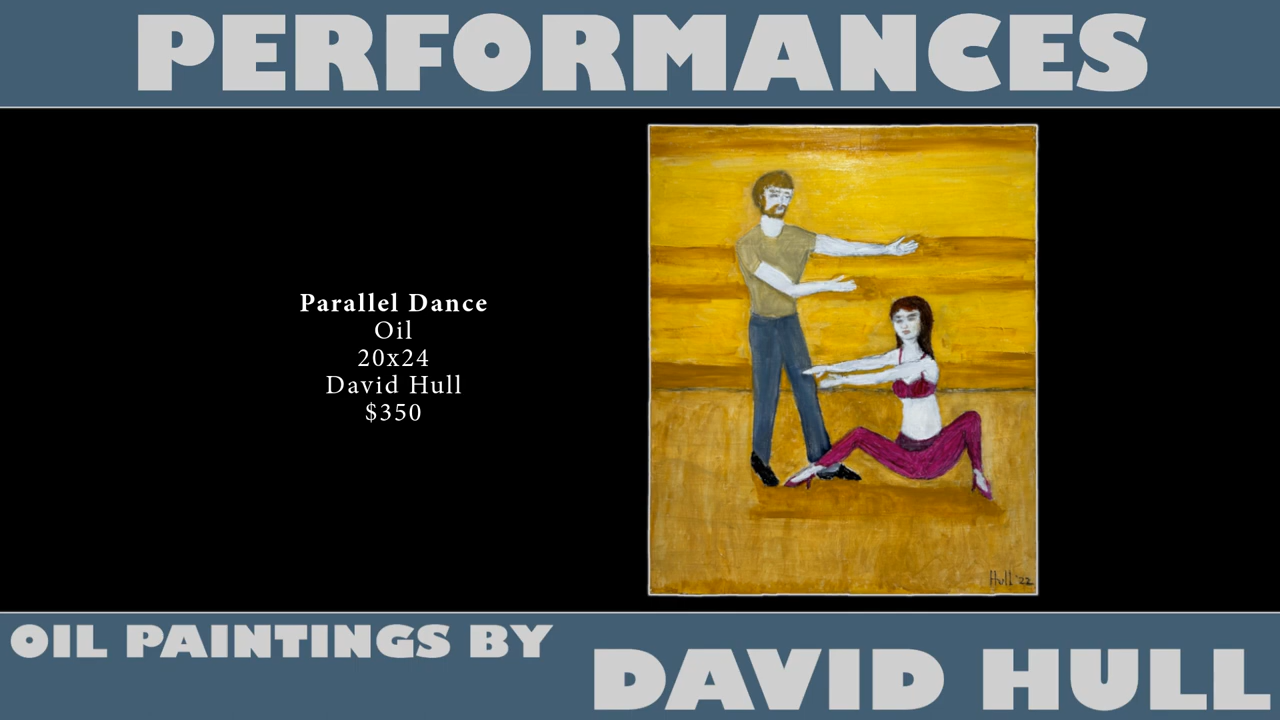 PERFORMANCES
Parallel Dance
Oil
20x24
David Hull
$350
Hull '22
OIL PAINTINGS BY
DAVID HULL